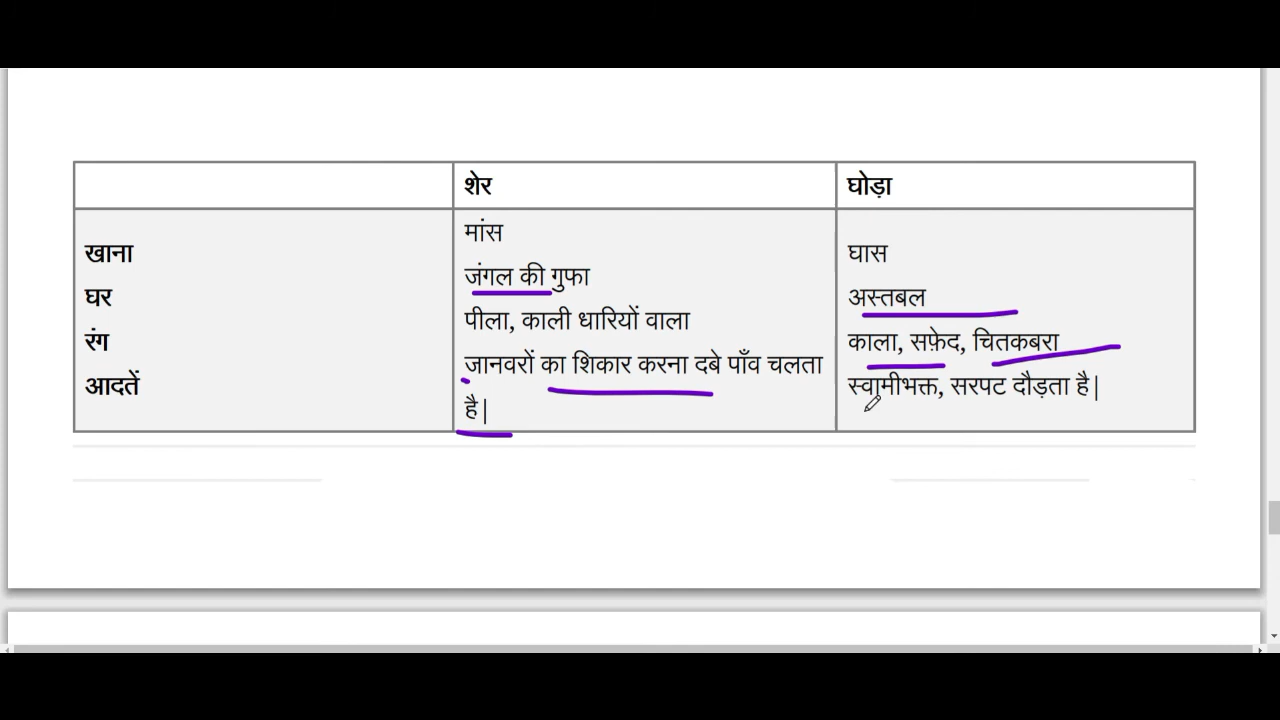 शेर
घोड़ा
खाना
घर
रंग
आदतें
मांस
जंगल की गुफा
पीला, काली धारियों वाला
जानवरों का शिकार करना दबे पाँव चलता
है|
घास
अस्तबल
काला, सफ़ेद, चितकबरा
स्वामीभक्त, सरपट दौड़ता है|